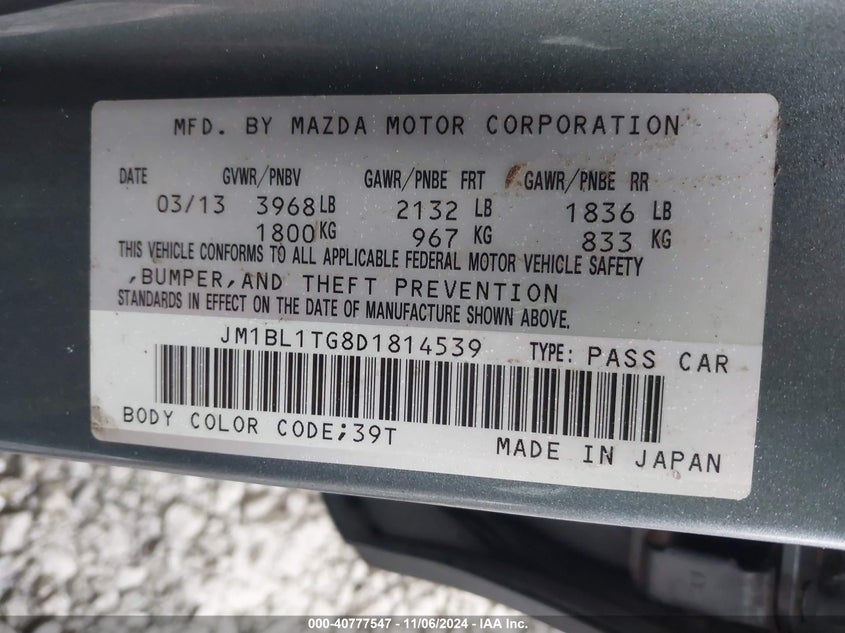 MFD. BY MAZDA MOTOR CORPORATION
DATE GVWR/PNBV GAWR/PNBE FRT GAWR/PNBE RR
03/13 3968 LB 2132 LB 1836 LB
1800 KG 967 KG 833 KG
THIS VEHICLE CONFORMS TO ALL APPLICABLE FEDERAL MOTOR VEHICLE SAFETY
,BUMPER,AND THEFT PREVENTION
STANDARDS IN EFFECT ON THE DATE OF MANUFACTURE SHOWN ABOVE.
JM1BL1TG8D1814539 TYPE: PASS CAR
BODY COLOR CODE;39T
MADE IN JAPAN
000-40777547 - 11/06/2024 - IAA Inc.